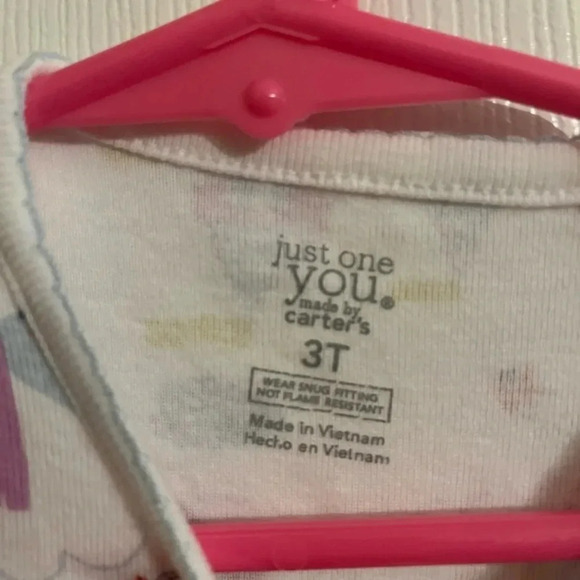 just one
you®
made by
carter's
3T
WEAR SNUG FITTING
NOT FLAME RESISTANT
Made in Vietnam
Hecho en Vietnam